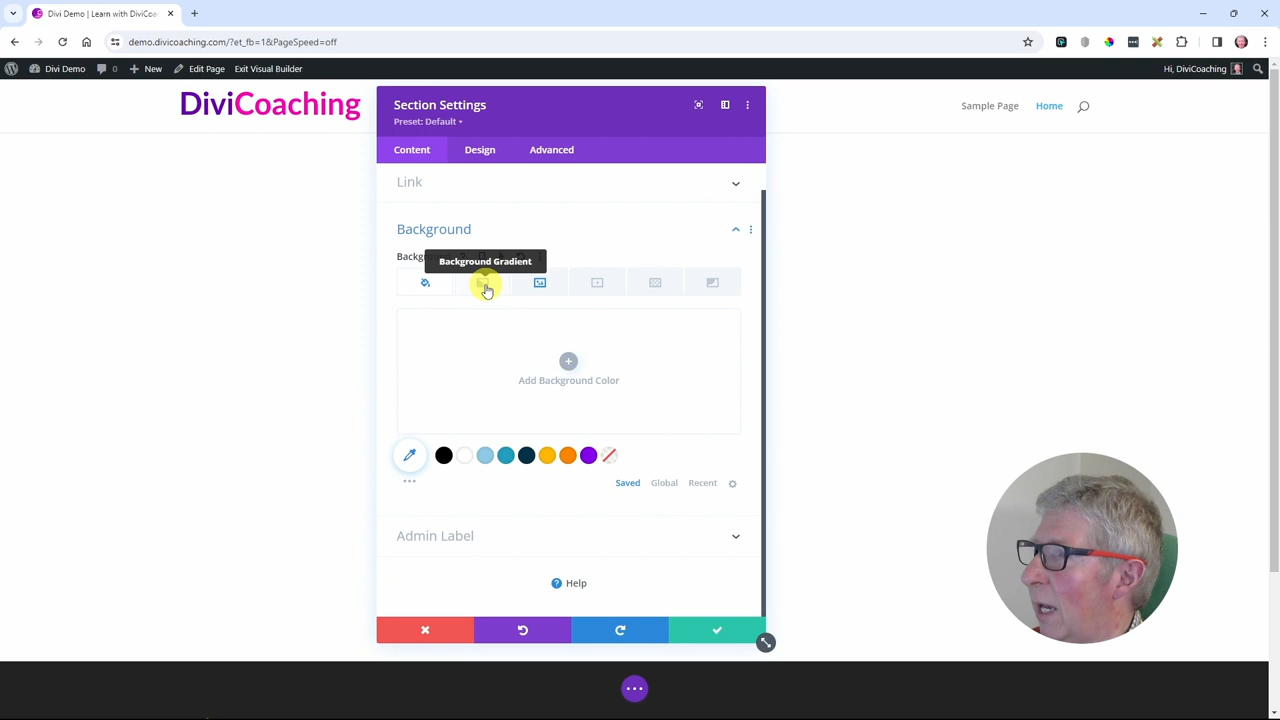 Divi Demo | Learn with DiviCoa
demo.divicoaching.com/?et_fb=1&PageSpeed=off
Divi Demo
0
New
Edit Page
Exit Visual Builder
Hi, DiviCoaching
DiviCoaching
Sample Page
Home
Section Settings
Preset: Default
Content
Design
Advanced
Link
Background
Backgr
Background Gradient
Add Background Color
Saved
Global
Recent
Admin Label
Help